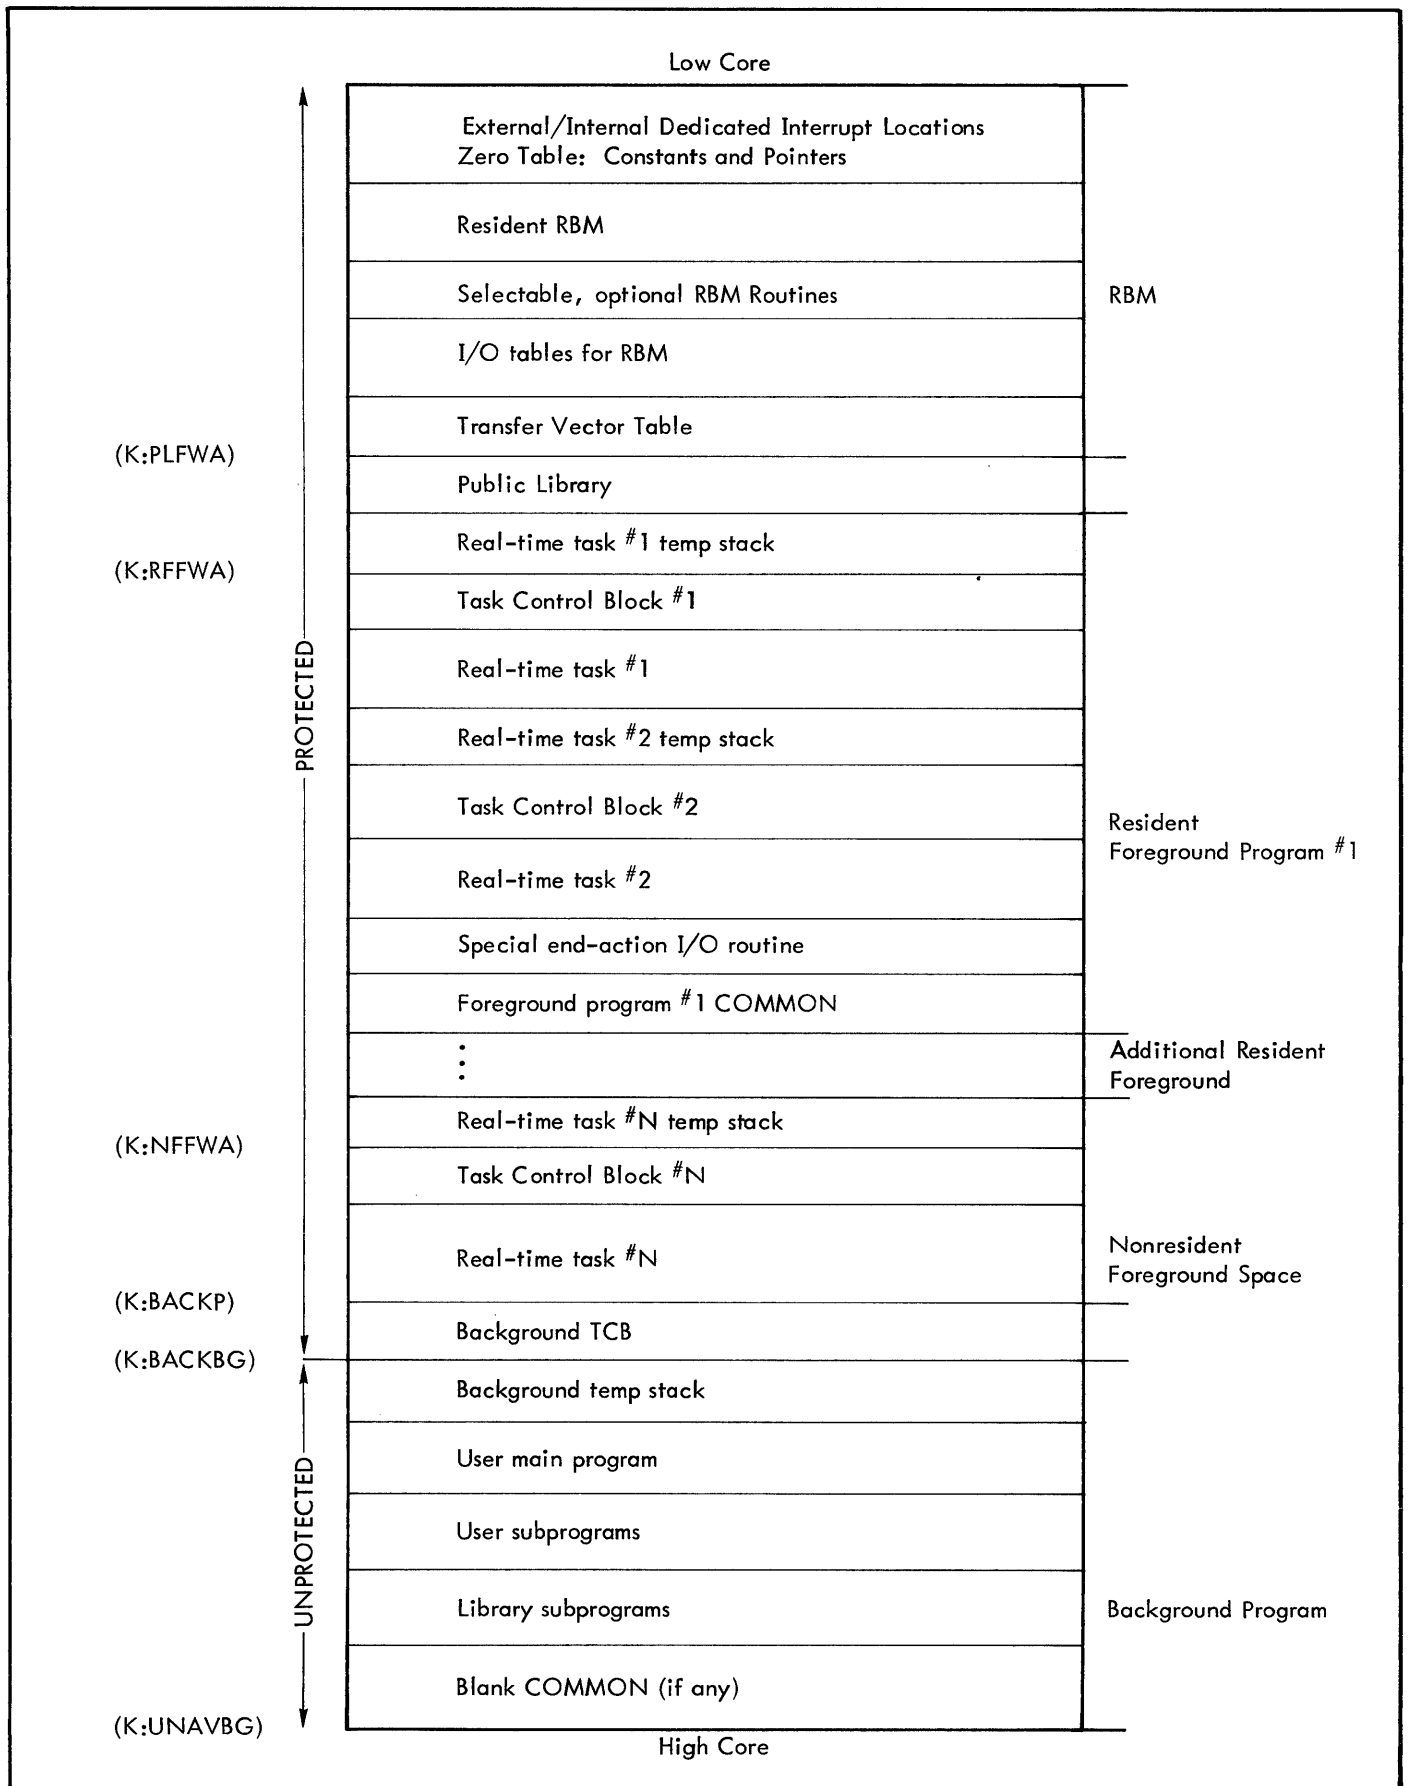 Low Core
External/Internal Dedicated Interrupt Locations
Zero Table: Constants and Pointers
Resident RBM
Selectable, optional RBM Routines
RBM
I/O tables for RBM
Transfer Vector Table
(K:PLFWA)
Public Library
Real-time task #1 temp stack
(K:RFFWA)
Task Control Block #1
Real-time task #1
PROTECTED
Real-time task #2 temp stack
Task Control Block #2
Resident
Foreground Program #1
Real-time task #2
Special end-action I/O routine
Foreground program #1 COMMON
Additional Resident
Foreground
Real-time task #N temp stack
(K:NFFWA)
Task Control Block #N
Real-time task #N
Nonresident
Foreground Space
(K:BACKP)
Background TCB
(K:BACKBG)
Background temp stack
User main program
UNPROTECTED
User subprograms
Library subprograms
Background Program
Blank COMMON (if any)
(K:UNAVBG)
High Core